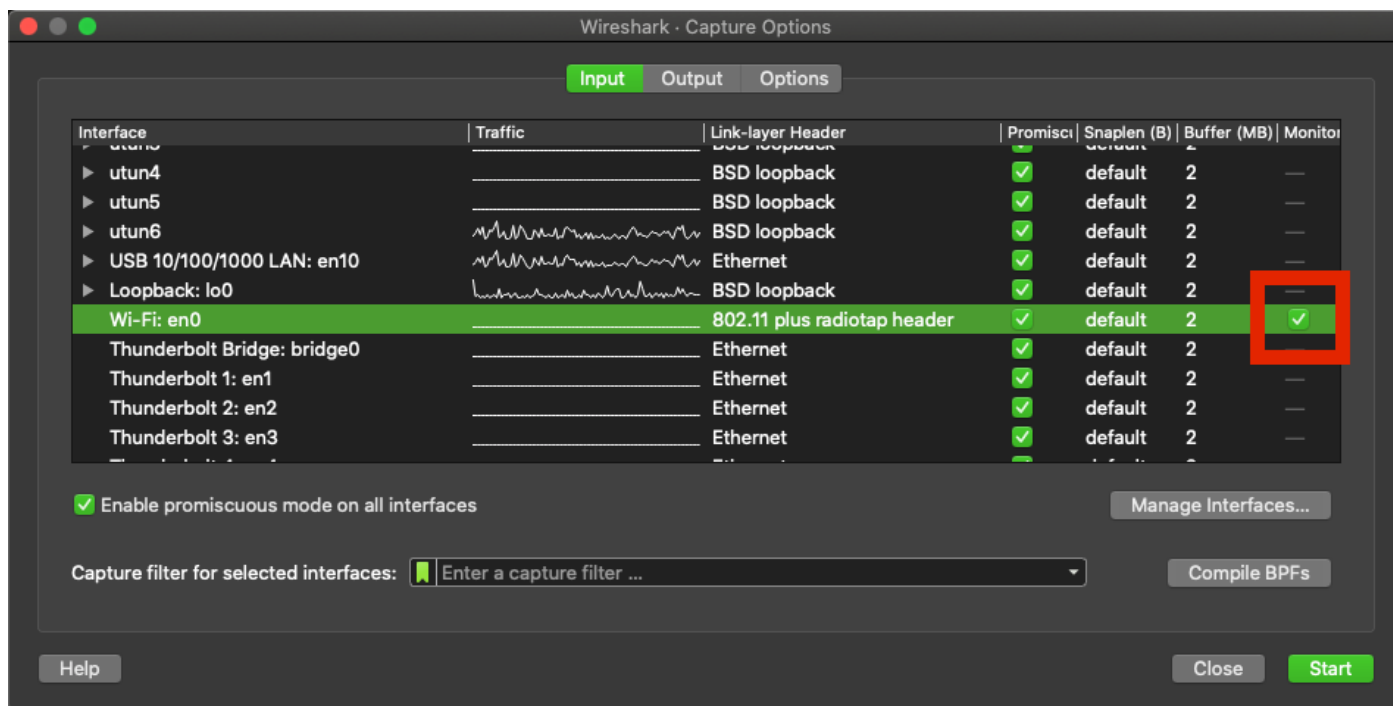 Wireshark · Capture Options
Input Output Options
Interface Traffic Link-layer Header Promisc Snaplen (B) Buffer (MB) Monitor
utun4 BSD loopback default 2 —
utun5 BSD loopback default 2 —
utun6 BSD loopback default 2 —
USB 10/100/1000 LAN: en10 Ethernet default 2 —
Loopback: lo0 BSD loopback default 2 —
Wi-Fi: en0 802.11 plus radiotap header default 2
Thunderbolt Bridge: bridge0 Ethernet default 2 —
Thunderbolt 1: en1 Ethernet default 2 —
Thunderbolt 2: en2 Ethernet default 2 —
Thunderbolt 3: en3 Ethernet default 2 —
Enable promiscuous mode on all interfaces Manage Interfaces...
Capture filter for selected interfaces: Enter a capture filter ... Compile BPFs
Help Close Start